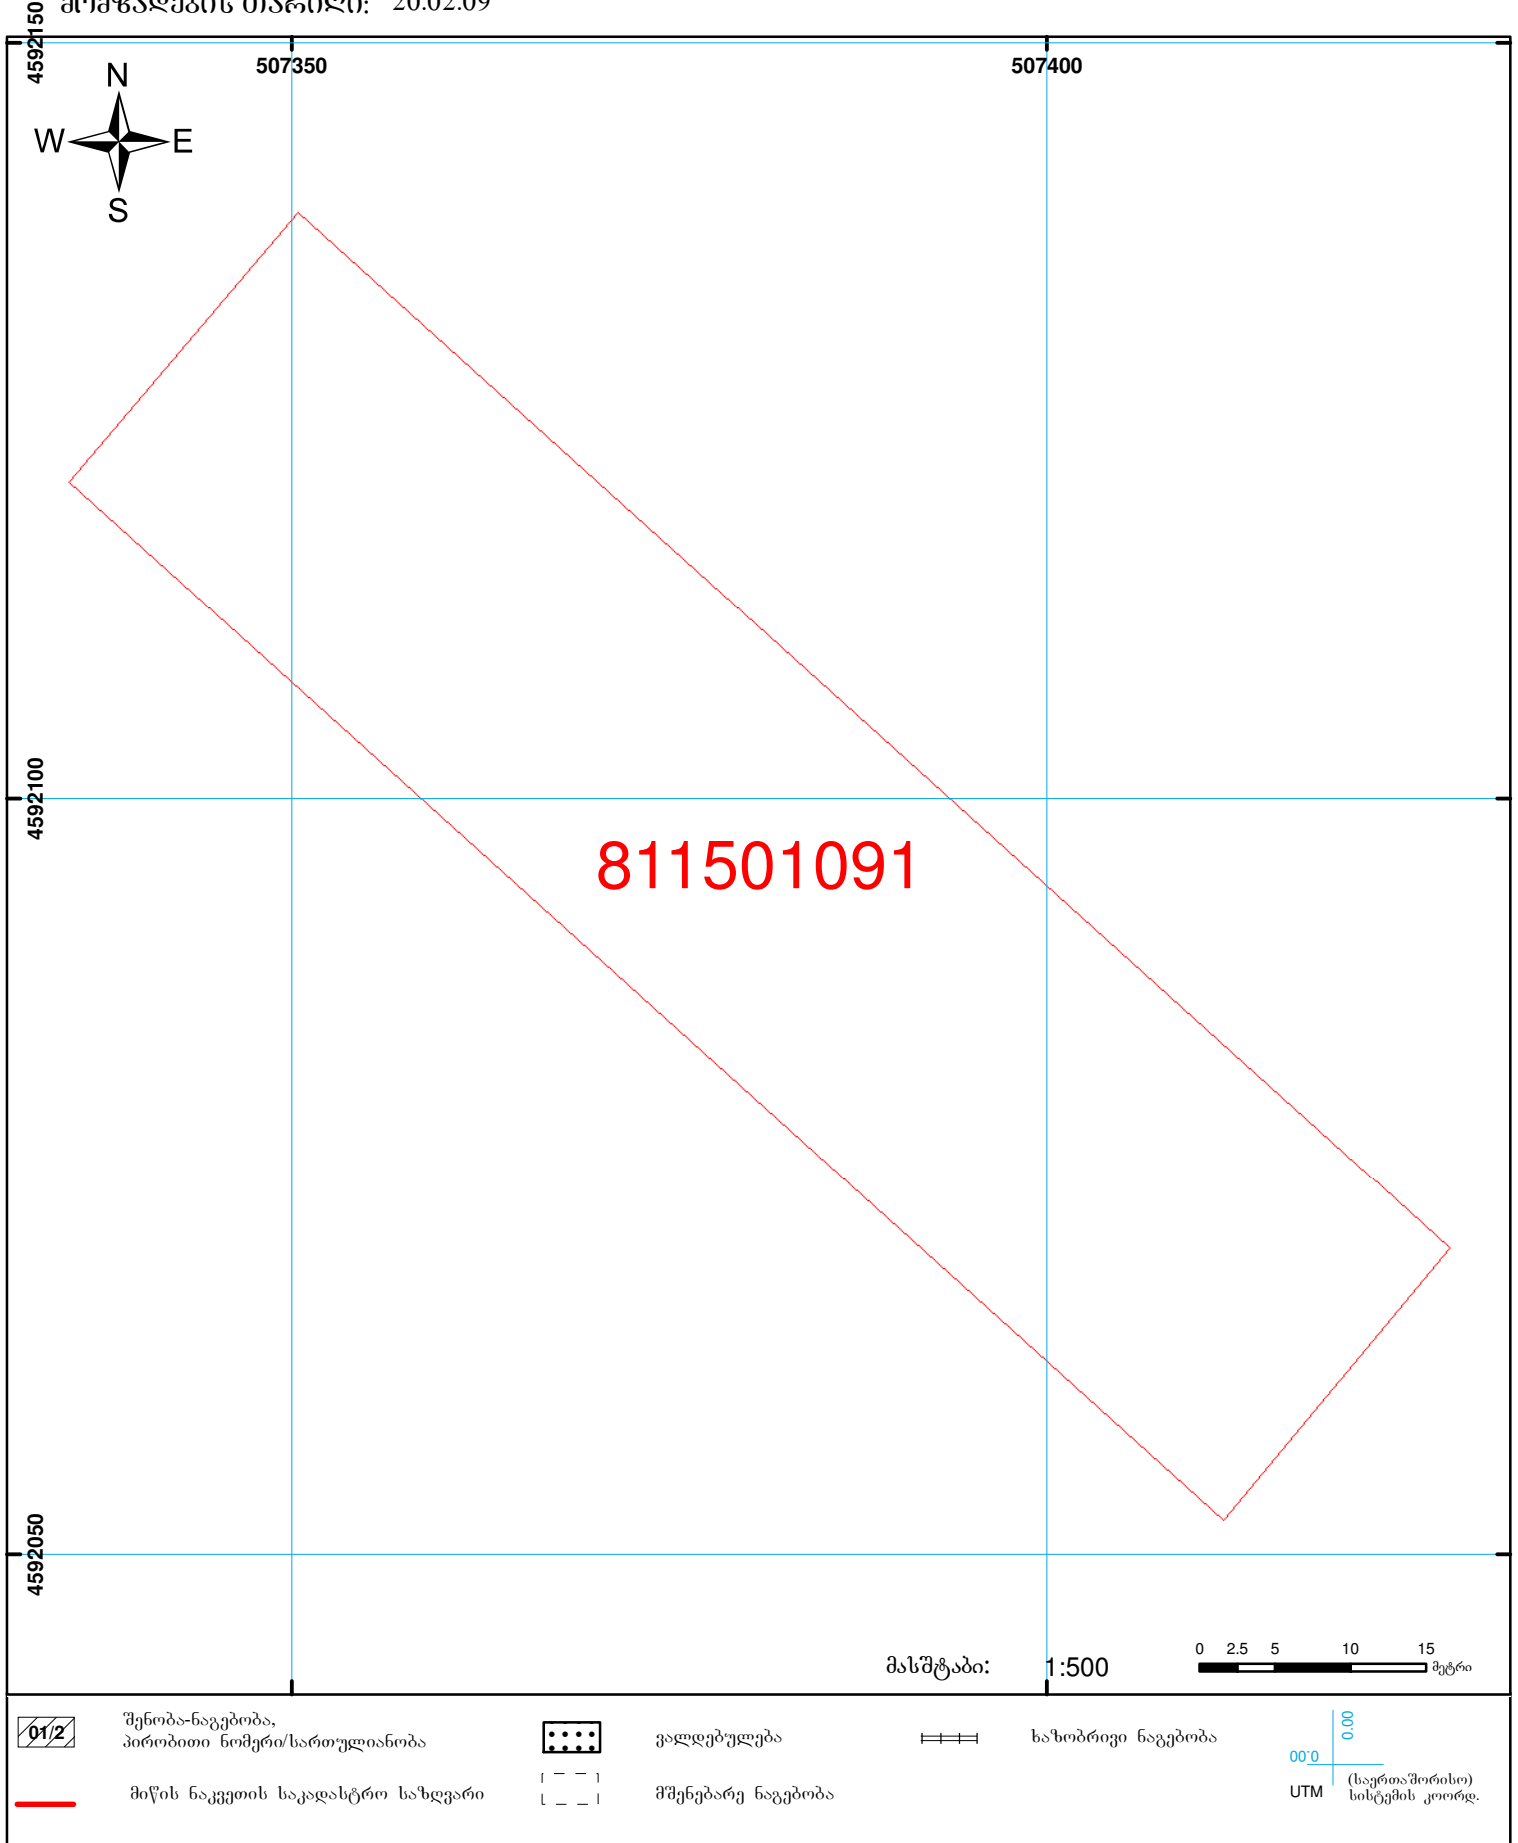 მომზადების თარიღი: 20.02.09
4592150
507350
507400
N
W
E
S
4592100
811501091
4592050
მასშტაბი: 1:500
0 2.5 5 10 15
მეტრი
01/2
შენობა-ნაგებობა,
პირობითი ნომერი/სართულიანობა
ვალდებულება
ხაზობრივი ნაგებობა
00.0
00.0
მიწის ნაკვეთის საკადასტრო საზღვარი
მშენებარე ნაგებობა
UTM
(საერთაშორისო)
სისტემის კოორდ.